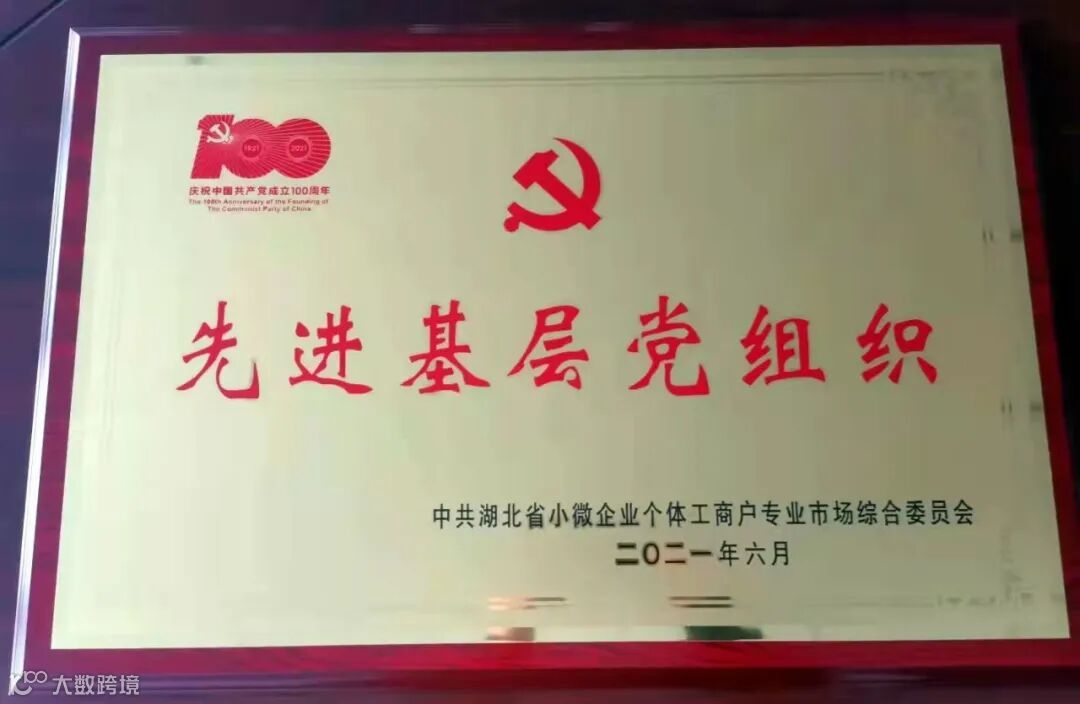 100
1921 2021
庆祝中国共产党成立100周年
The 100th Anniversary of the Founding of
The Communist Party of China
先进基层党组织
中共湖北省小微企业个体工商户专业市场综合委员会
二〇二一年六月
大数跨境